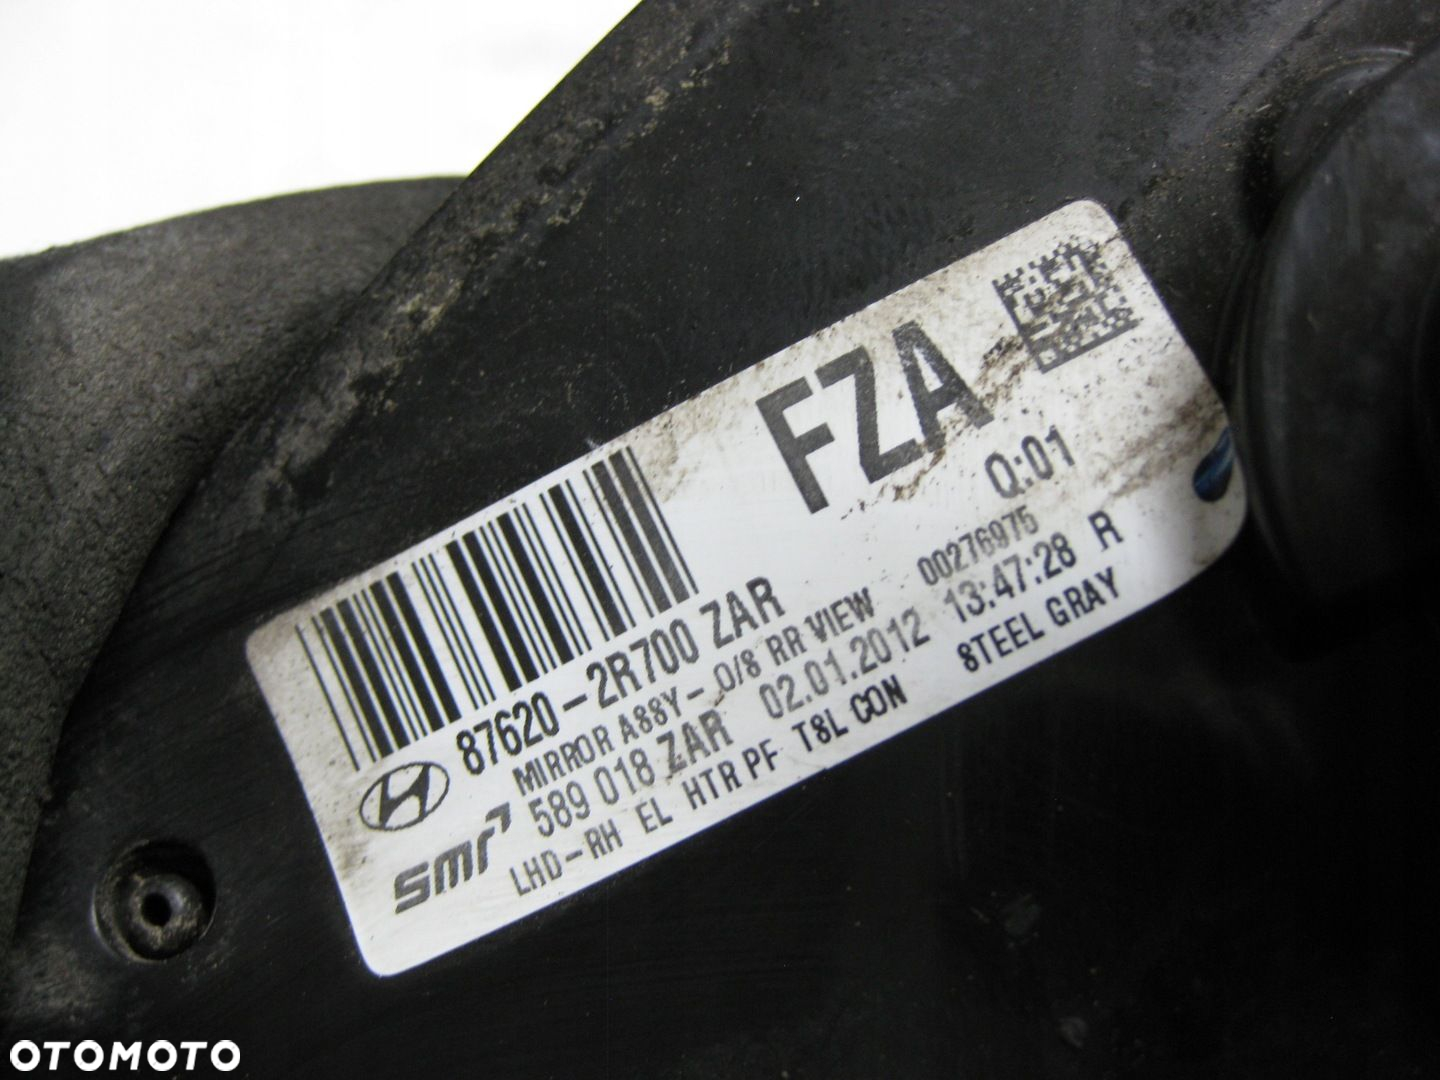 FZA
Q:01
00276975
87620-2R700 ZAR
MIRROR ASSY- O/S RR VIEW
smr 589 018 ZAR 02.01.2012 13:47:28 R
LHD-RH EL HTR PF T8L CON STEEL GRAY
OTOMOTO